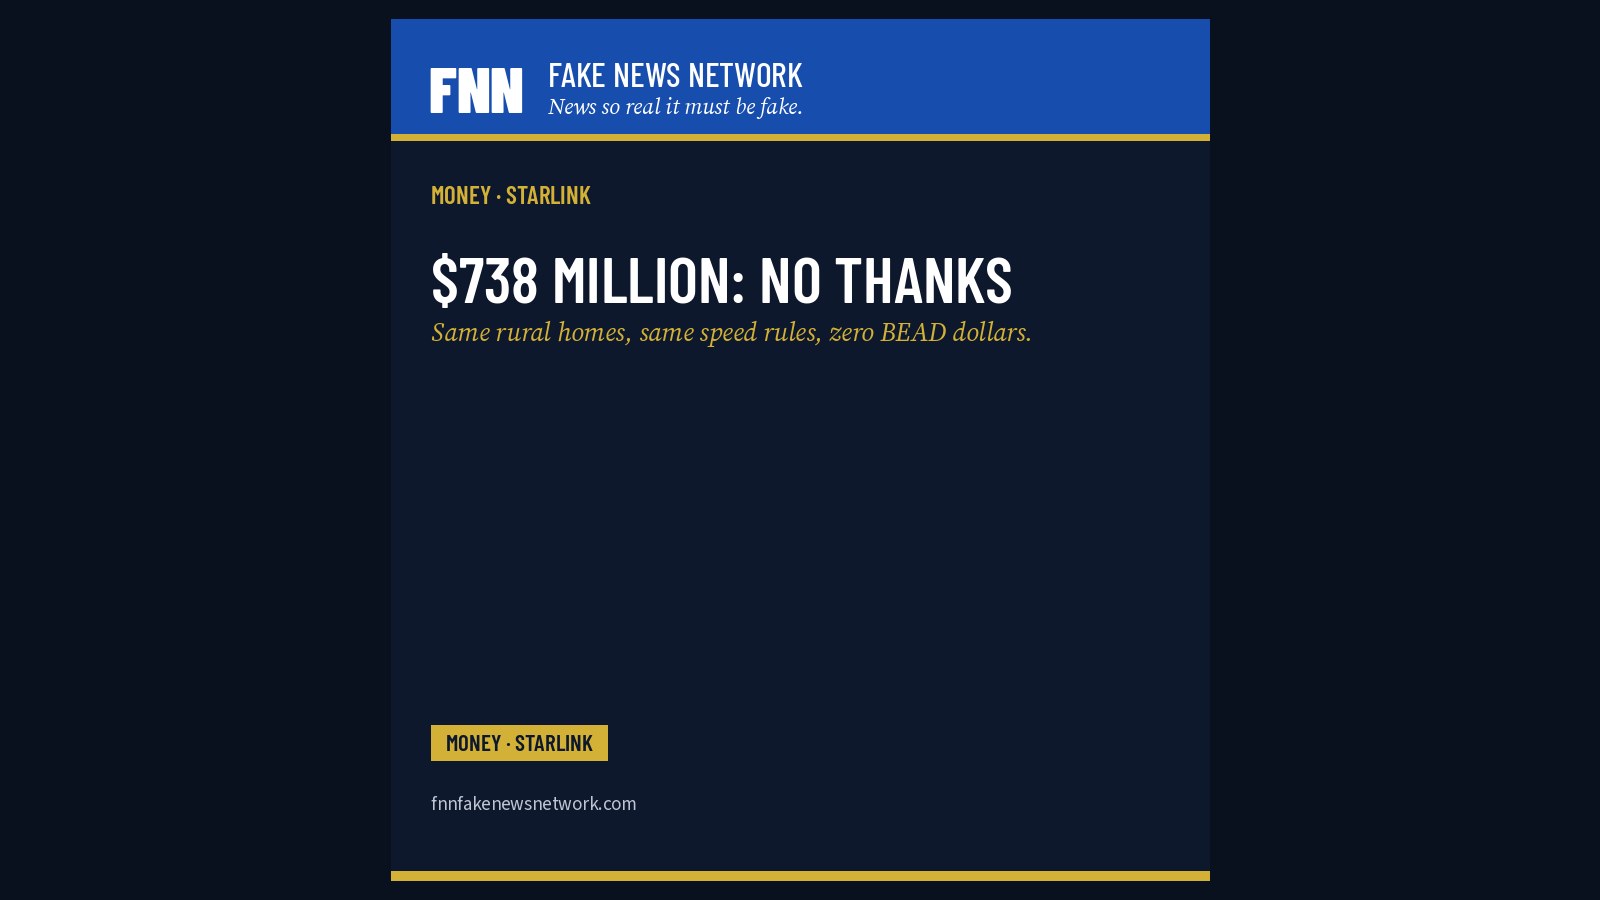 FNN
FAKE NEWS NETWORK
News so real it must be fake.
MONEY · STARLINK
$738 MILLION: NO THANKS
Same rural homes, same speed rules, zero BEAD dollars.
MONEY · STARLINK
fnnfakenewsnetwork.com